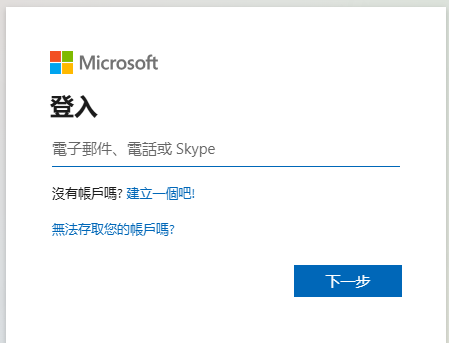 Microsoft
登入
電子郵件、電話或 Skype
沒有帳戶嗎? 建立一個吧!
無法存取您的帳戶嗎?
下一步